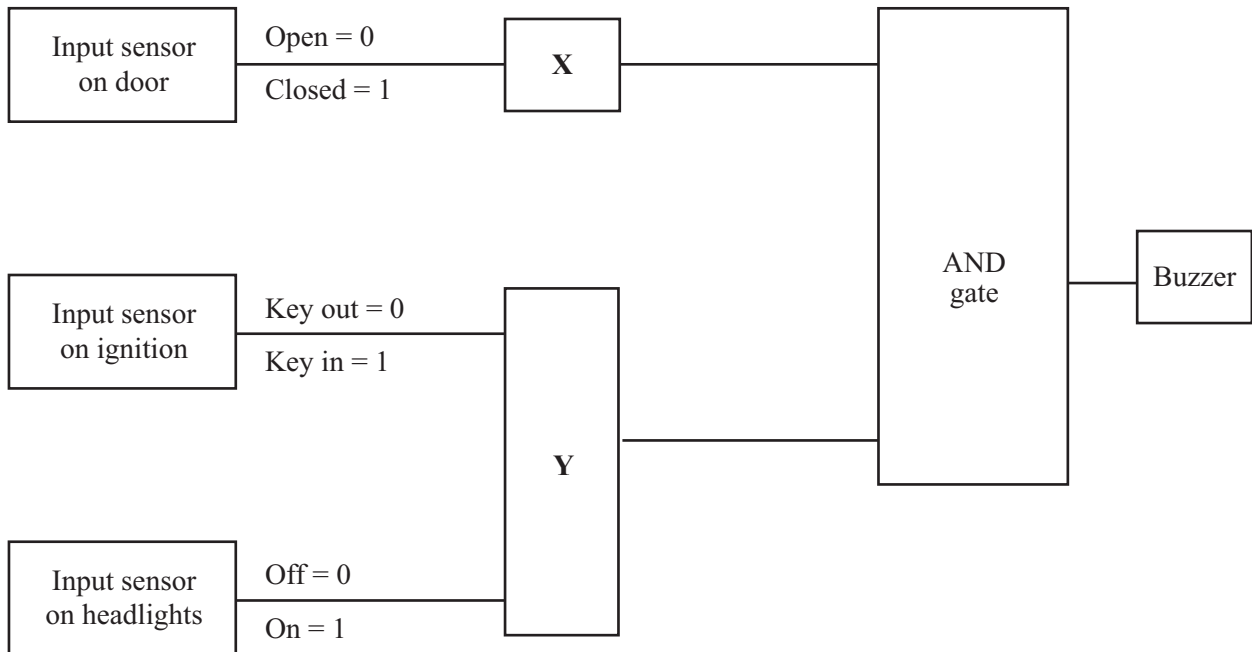 Input sensor
on door
Open = 0
Closed = 1
X
Input sensor
on ignition
Key out = 0
Key in = 1
Y
AND
gate
Buzzer
Input sensor
on headlights
Off = 0
On = 1